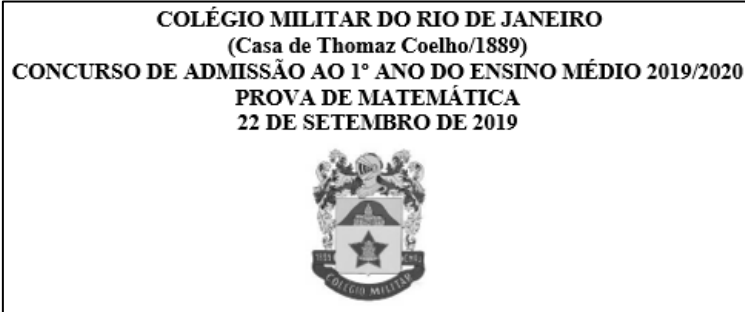 COLÉGIO MILITAR DO RIO DE JANEIRO
(Casa de Thomaz Coelho/1889)
CONCURSO DE ADMISSÃO AO 1º ANO DO ENSINO MÉDIO 2019/2020
PROVA DE MATEMÁTICA
22 DE SETEMBRO DE 2019
COLÉGIO MILITAR